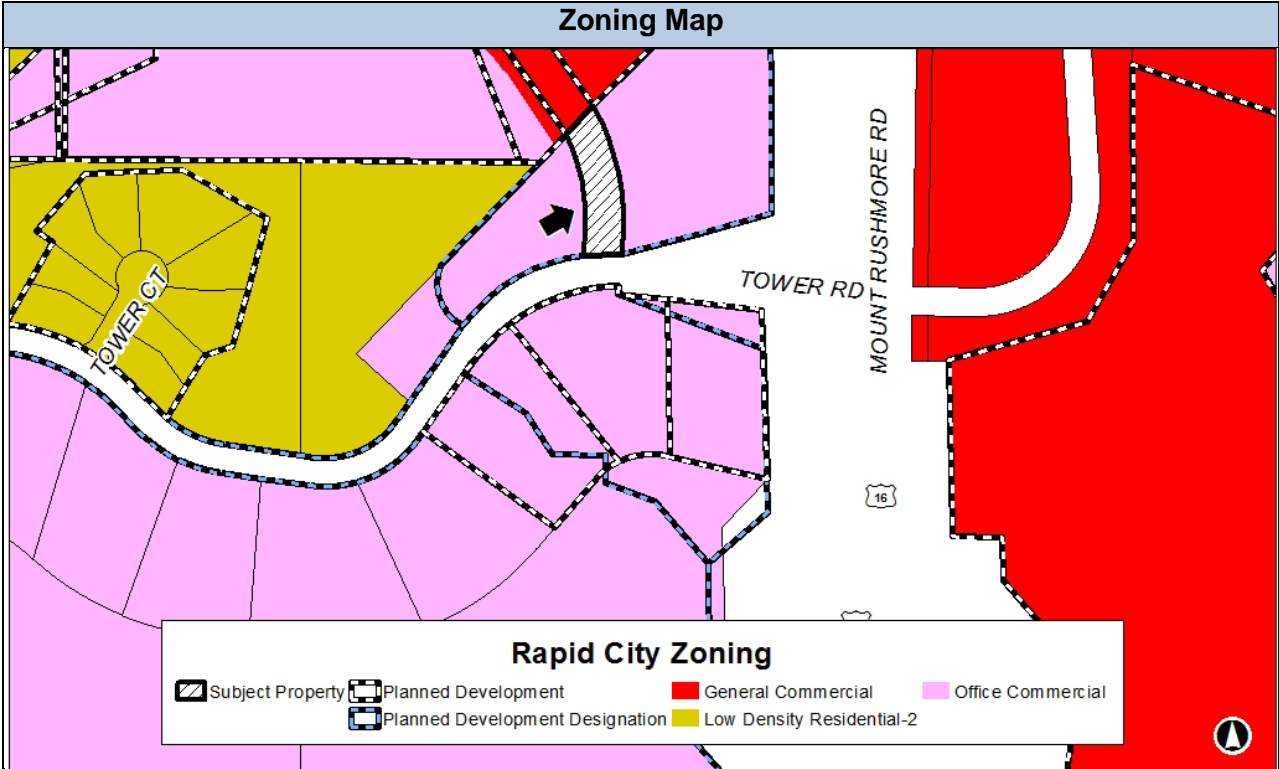 Zoning Map
MOUNT RUSHMORE RD
TOWER RD
TOWER CT
16
Rapid City Zoning
Subject Property Planned Development General Commercial Office Commercial
Planned Development Designation Low Density Residential-2